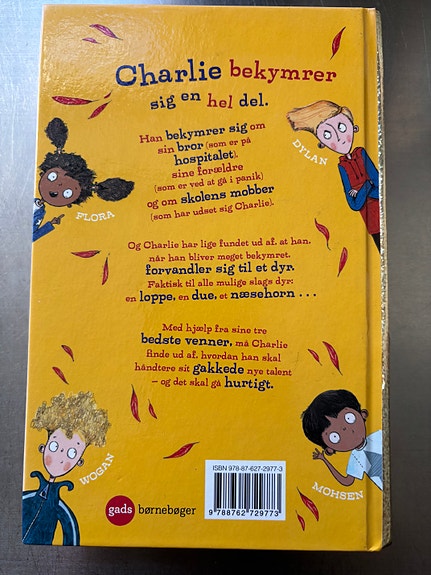 Charlie bekymrer
sig en hel del.
DYLAN
Han bekymrer sig om
sin bror (som er på
hospitalet),
sine forældre
(som er ved at gå i panik)
og om skolens mobber
(som har udset sig Charlie).
FLORA
Og Charlie har lige fundet ud af, at han,
når han bliver meget bekymret,
forvandler sig til et dyr.
Faktisk til alle mulige slags dyr:
en loppe, en due, et næsehorn . . .
Med hjælp fra sine tre
bedste venner, må Charlie
finde ud af, hvordan han skal
håndtere sit gakkede nye talent
– og det skal gå hurtigt.
WOGAN
MOHSEN
ISBN 978-87-627-2977-3
9 788762 729773
gads børnebøger